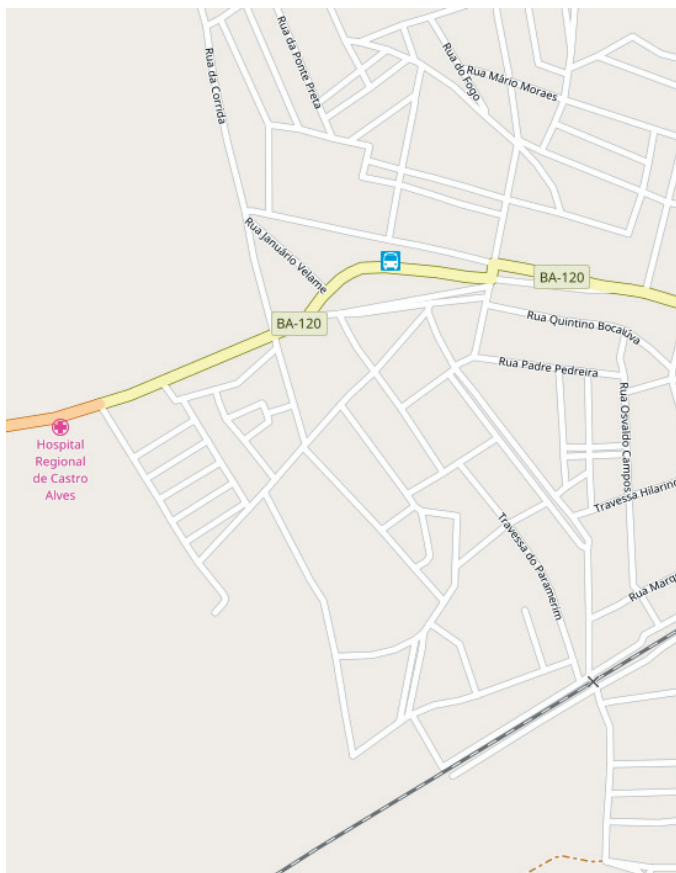 Rua da Corrida
Rua da Ponte Preta
Rua do Fogo
Rua Mário Moraes
Rua Januário Velame
BA-120
BA-120
Rua Quintino Bocaiúva
Rua Padre Pedreira
Rua Osvaldo Campos
Hospital
Regional
de Castro
Alves
Travessa Hilarino
Travessa do Paramerim
Rua Marq